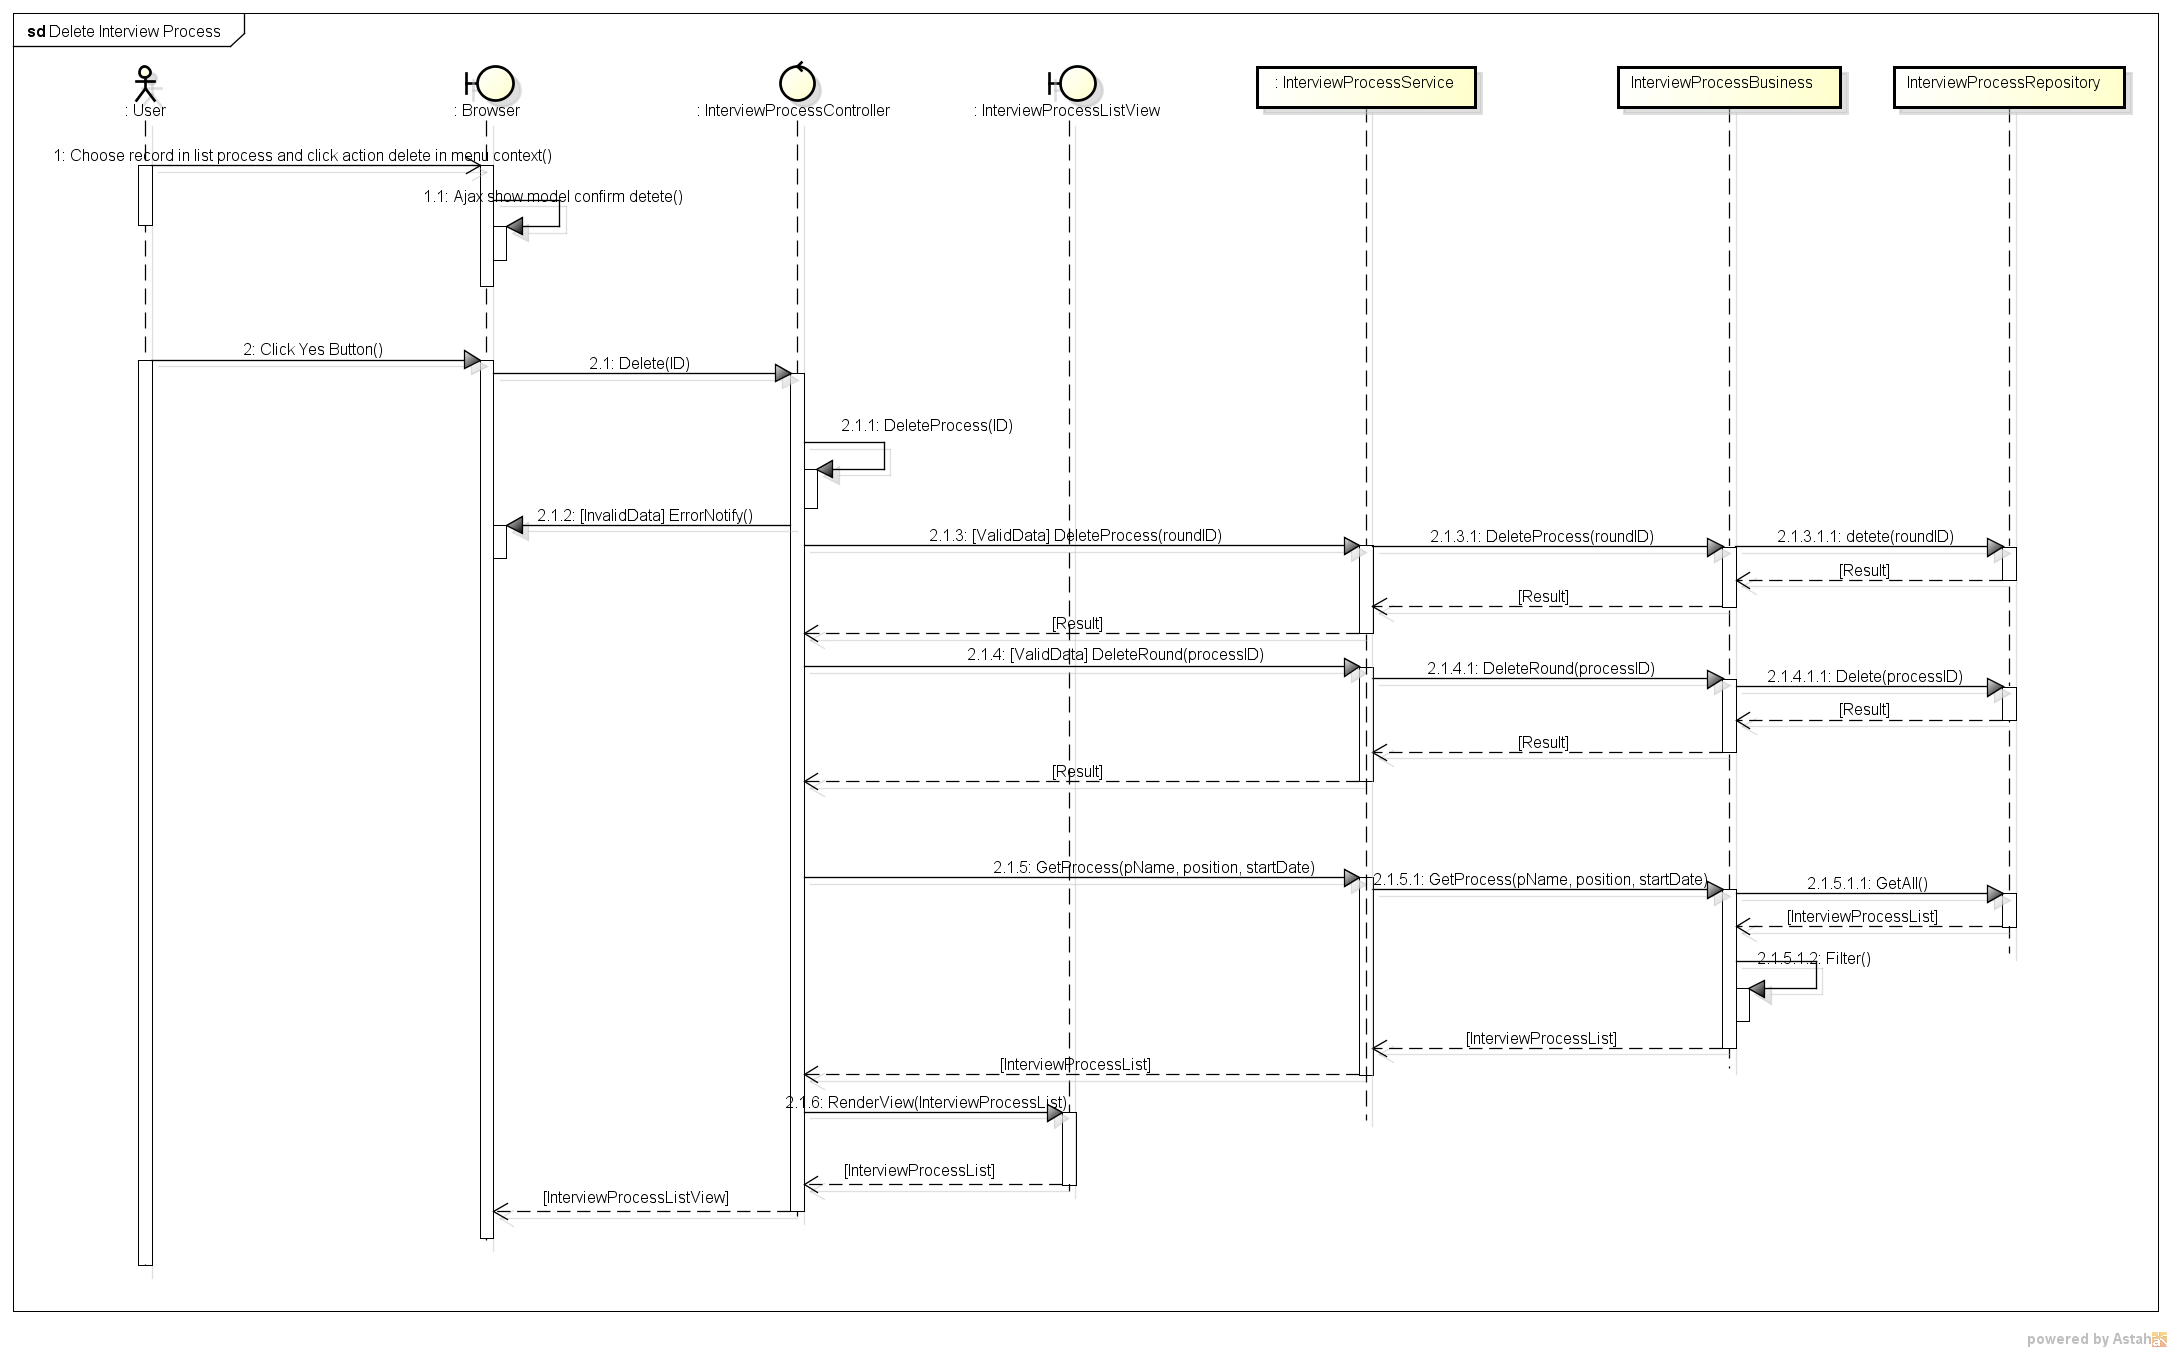 sd Delete Interview Process
: User
: Browser
: InterviewProcessController
: InterviewProcessListView
: InterviewProcessService
InterviewProcessBusiness
InterviewProcessRepository
1: Choose record in list process and click action delete in menu context()
1.1: Ajax show model confirm detete()
2: Click Yes Button()
2.1: Delete(ID)
2.1.1: DeleteProcess(ID)
2.1.2: [InvalidData] ErrorNotify()
2.1.3: [ValidData] DeleteProcess(roundID)
2.1.3.1: DeleteProcess(roundID)
2.1.3.1.1: detete(roundID)
[Result]
[Result]
[Result]
2.1.4: [ValidData] DeleteRound(processID)
2.1.4.1: DeleteRound(processID)
2.1.4.1.1: Delete(processID)
[Result]
[Result]
[Result]
2.1.5: GetProcess(pName, position, startDate)
2.1.5.1: GetProcess(pName, position, startDate)
2.1.5.1.1: GetAll()
[InterviewProcessList]
2.1.5.1.2: Filter()
[InterviewProcessList]
[InterviewProcessList]
2.1.6: RenderView(InterviewProcessList)
[InterviewProcessList]
[InterviewProcessListView]
powered by Astah